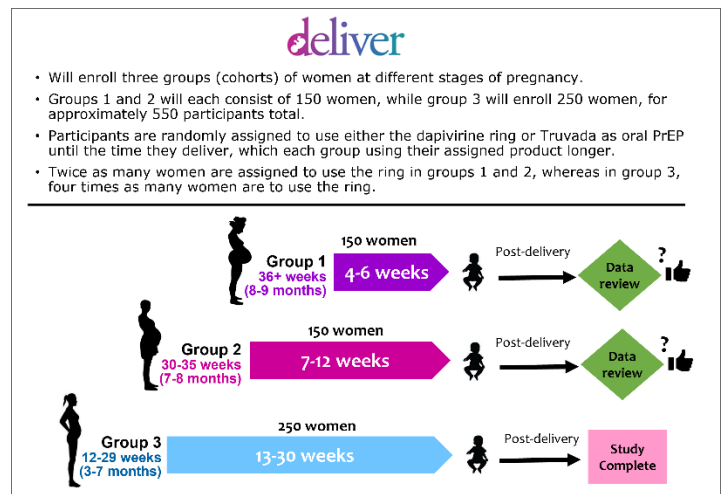 deliver
• Will enroll three groups (cohorts) of women at different stages of pregnancy.
• Groups 1 and 2 will each consist of 150 women, while group 3 will enroll 250 women, for
approximately 550 participants total.
• Participants are randomly assigned to use either the dapivirine ring or Truvada as oral PrEP
until the time they deliver, which each group using their assigned product longer.
• Twice as many women are assigned to use the ring in groups 1 and 2, whereas in group 3,
four times as many women are to use the ring.
150 women
Group 1
36+ weeks
(8-9 months)
4-6 weeks
Post-delivery
Data
review
?
150 women
Group 2
30-35 weeks
(7-8 months)
7-12 weeks
Post-delivery
Data
review
?
250 women
Group 3
12-29 weeks
(3-7 months)
13-30 weeks
Post-delivery
Study
Complete